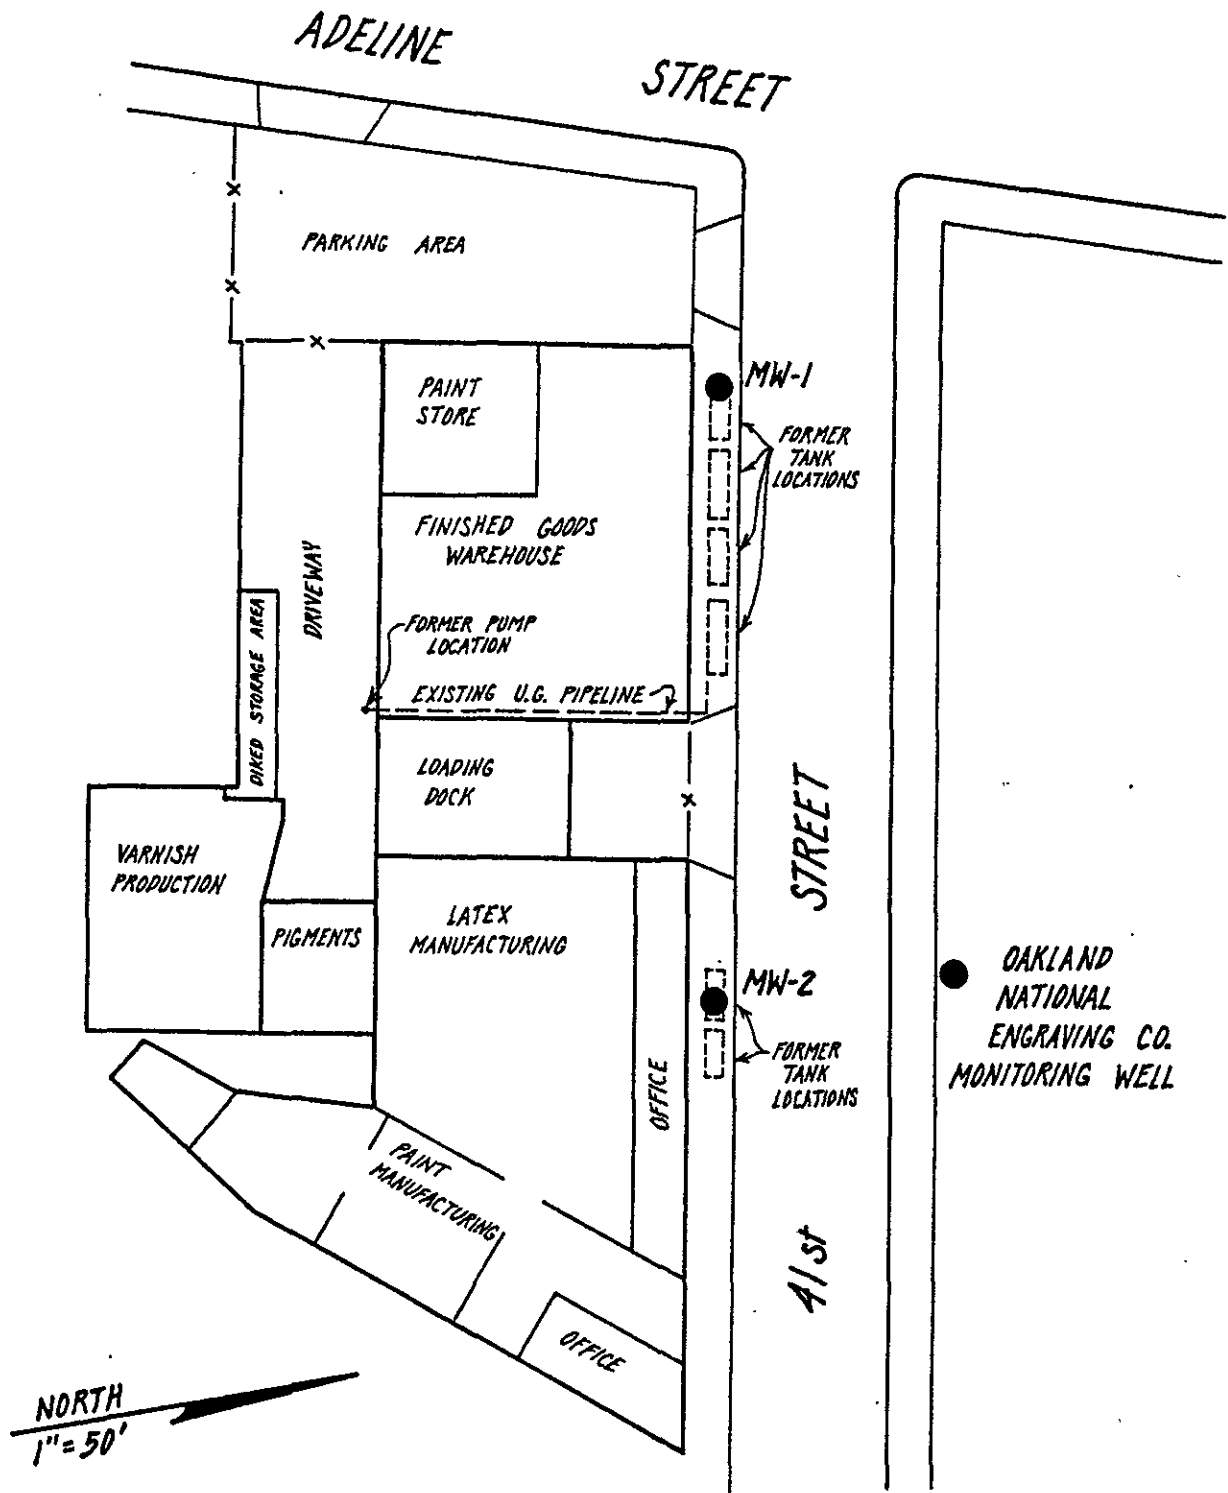 ADELINE STREET
PARKING AREA
PAINT
STORE
MW-1
FORMER
TANK
LOCATIONS
FINISHED GOODS
WAREHOUSE
DRIVEWAY
FORMER PUMP
LOCATION
DIKED STORAGE AREA
EXISTING U.G. PIPELINE
LOADING
DOCK
VARNISH
PRODUCTION
PIGMENTS
LATEX
MANUFACTURING
41st STREET
MW-2
OAKLAND
NATIONAL
ENGRAVING CO.
MONITORING WELL
FORMER
TANK
LOCATIONS
OFFICE
PAINT
MANUFACTURING
OFFICE
NORTH
1"=50'